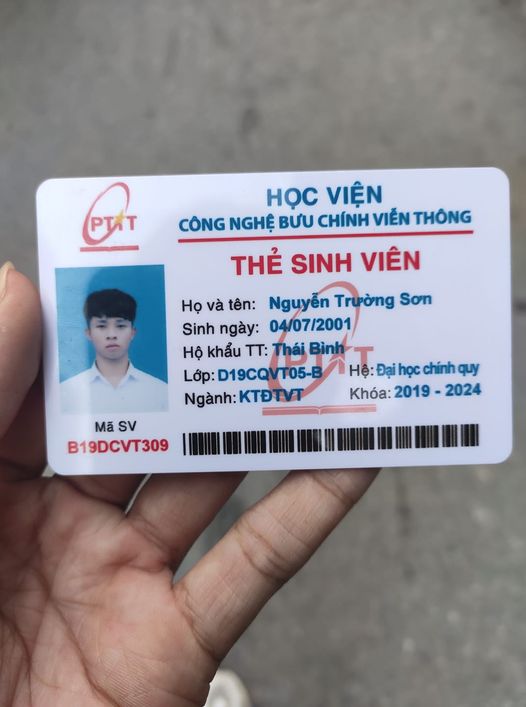 PTIT
HỌC VIỆN
CÔNG NGHỆ BƯU CHÍNH VIỄN THÔNG
THẺ SINH VIÊN
Họ và tên: Nguyễn Trường Sơn
Sinh ngày: 04/07/2001
Hộ khẩu TT: Thái Bình
Lớp: D19CQVT05-B Hệ: Đại học chính quy
Ngành: KTĐTVT Khóa: 2019 - 2024
Mã SV
B19DCVT309
PTIT